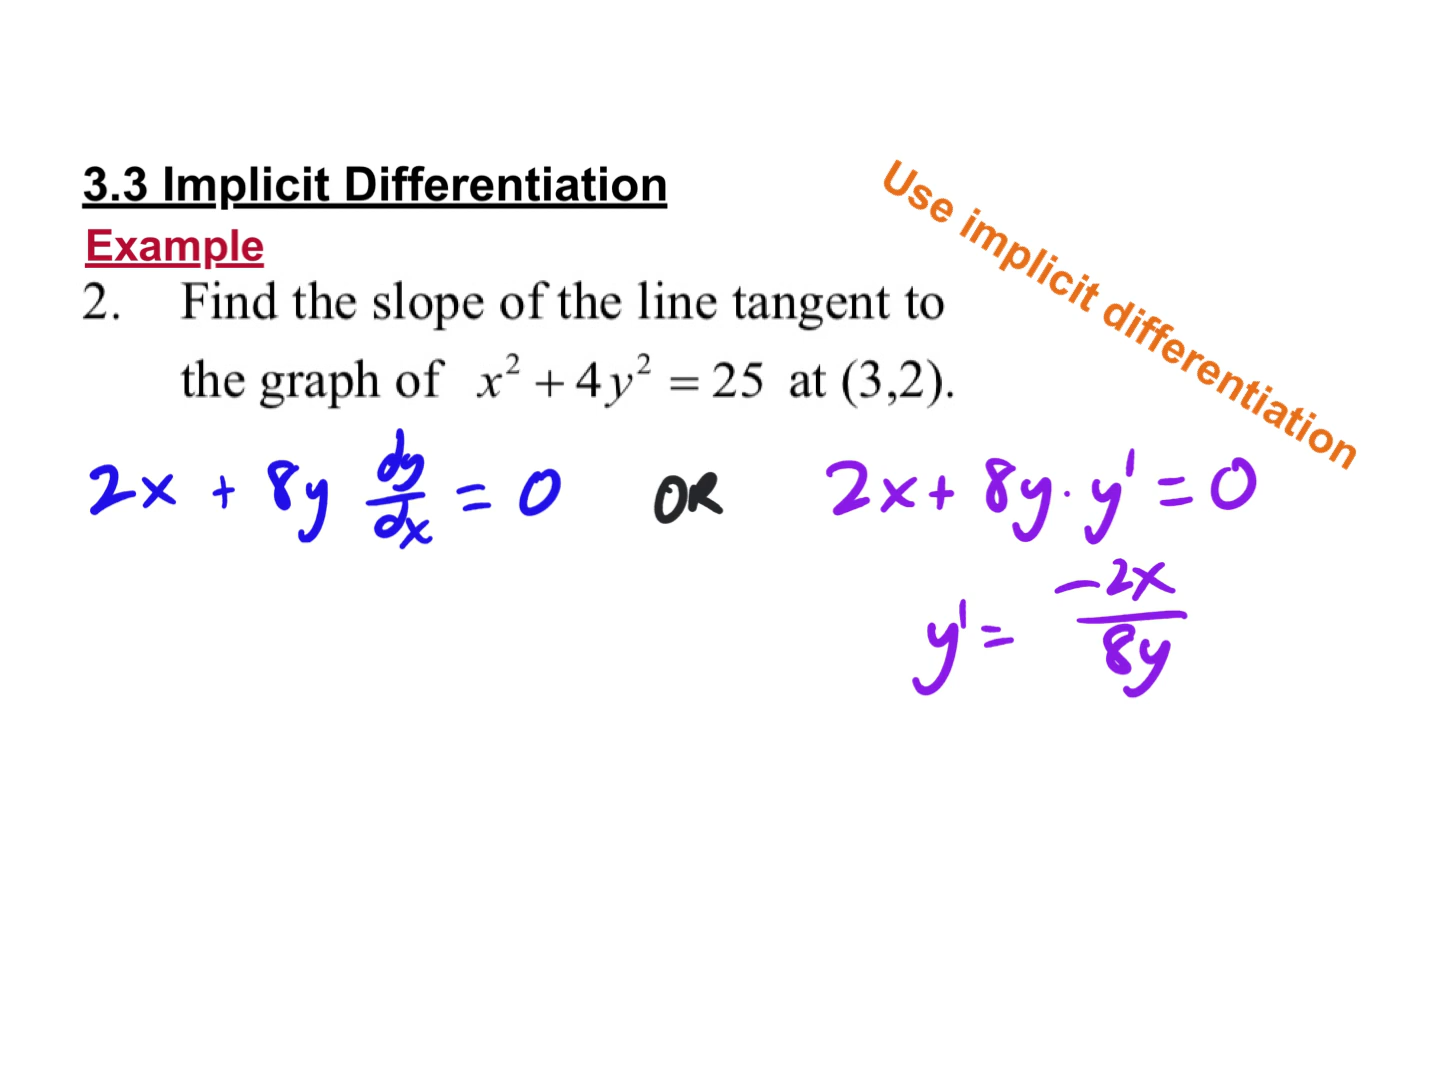 3.3 Implicit Differentiation
Use implicit differentiation
Example
2. Find the slope of the line tangent to
the graph of x² + 4y² = 25 at (3,2).
2x + 8y dy/dx = 0 OR 2x + 8y · y' = 0
y' = -2x/8y